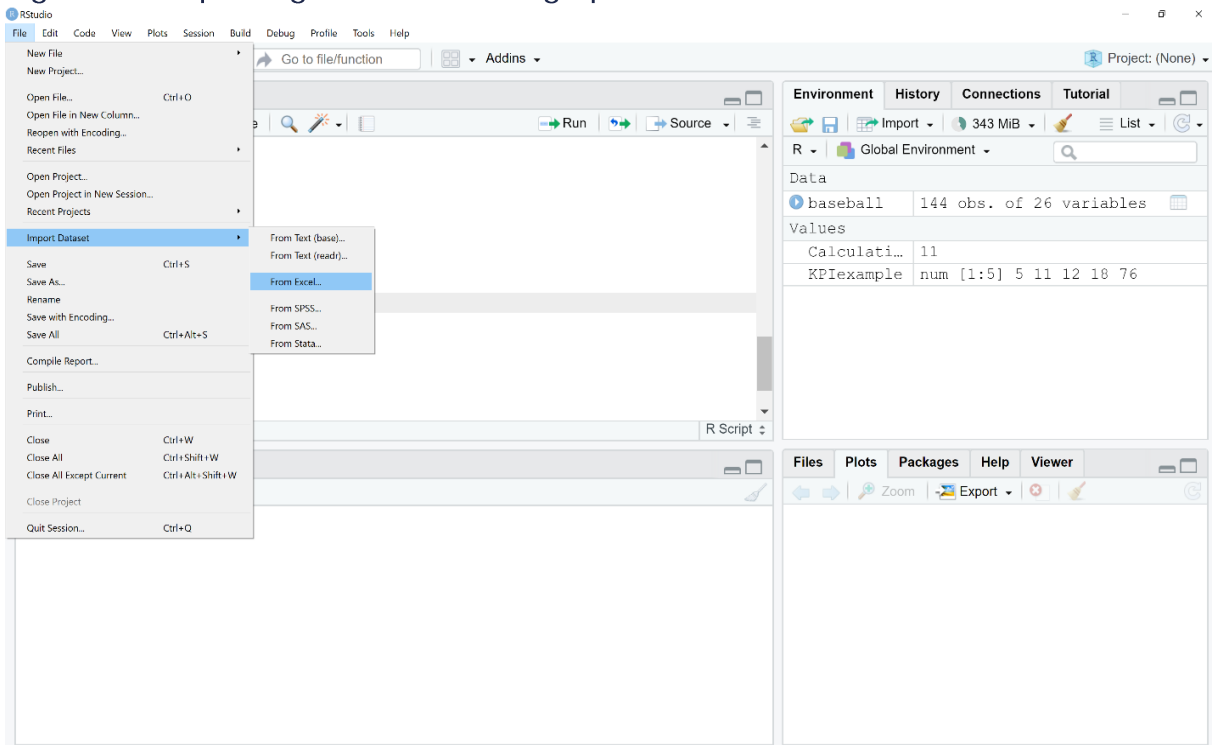 RStudio
File Edit Code View Plots Session Build Debug Profile Tools Help
Go to file/function Addins Project: (None)
New File
New Project...
Open File... Ctrl+O
Open File in New Column...
Reopen with Encoding...
Recent Files
Open Project...
Open Project in New Session...
Recent Projects
Import Dataset
Save Ctrl+S
Save As...
Rename
Save with Encoding...
Save All Ctrl+Alt+S
Compile Report...
Publish...
Print...
Close Ctrl+W
Close All Ctrl+Shift+W
Close All Except Current Ctrl+Alt+Shift+W
Close Project
Quit Session... Ctrl+Q
From Text (base)...
From Text (readr)...
From Excel...
From SPSS...
From SAS...
From Stata...
Run Source
R Script
Environment History Connections Tutorial
Import 343 MiB List
R Global Environment
Data
baseball 144 obs. of 26 variables
Values
Calculati... 11
KPIexample num [1:5] 5 11 12 18 76
Files Plots Packages Help Viewer
Zoom Export